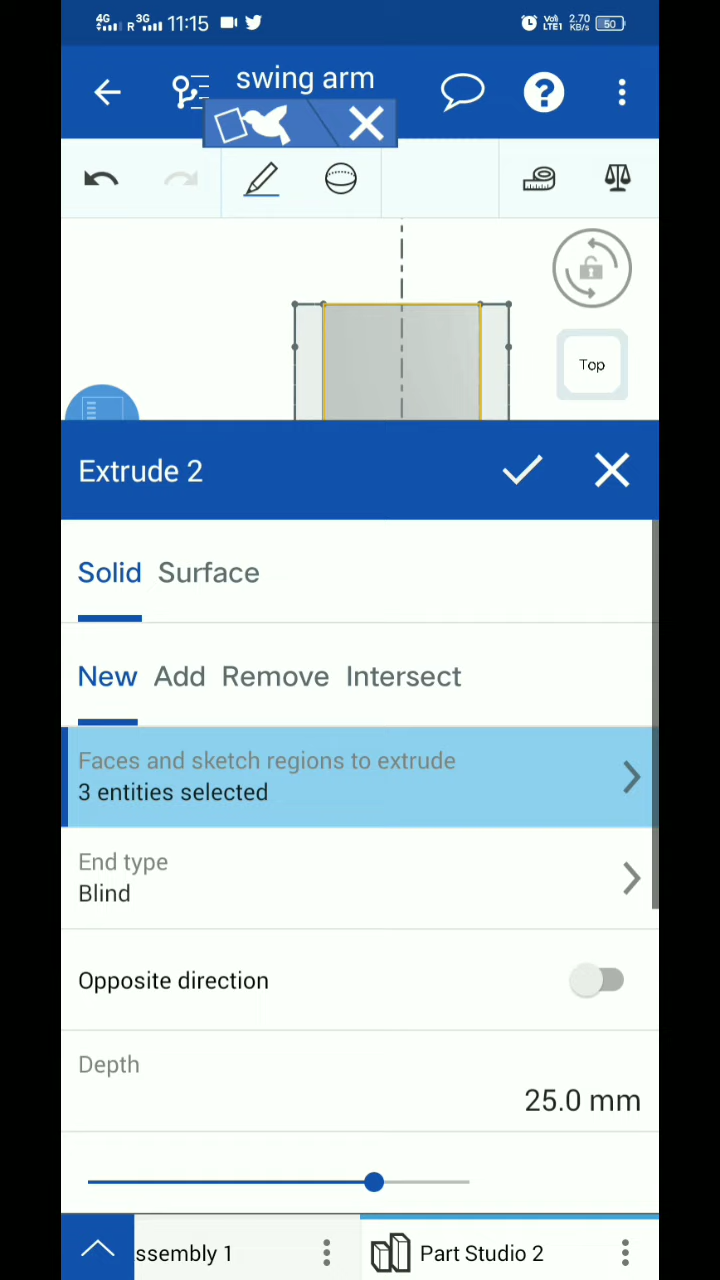 4G R 3G 11:15 Vo) LTE1 2.70 KB/s 50
swing arm
Top
Extrude 2
Solid Surface
New Add Remove Intersect
Faces and sketch regions to extrude
3 entities selected
End type
Blind
Opposite direction
Depth
25.0 mm
ssembly 1 Part Studio 2